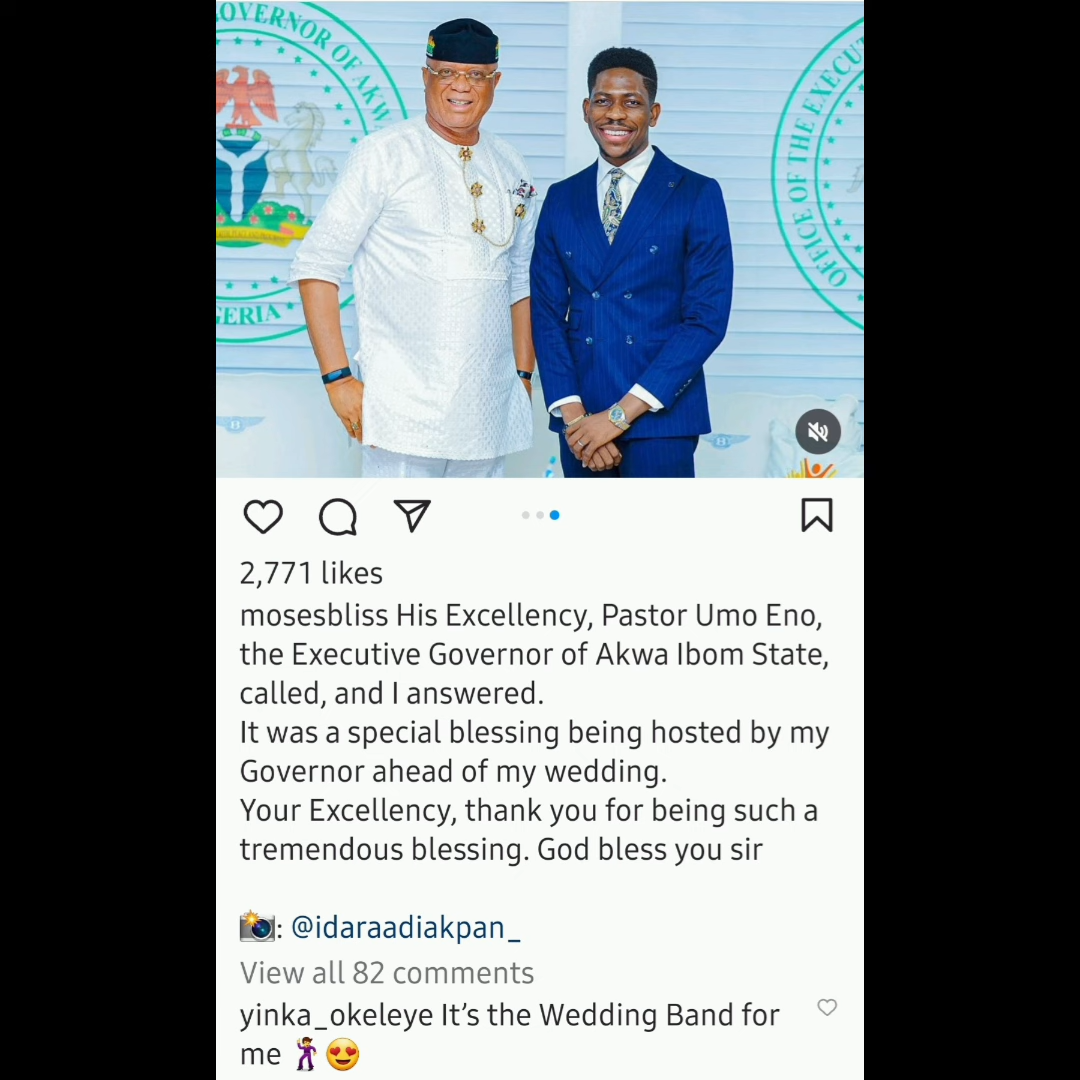 OVERNOR OF AKW
GERIA
OFFICE OF THE EXECUT
2,771 likes
mosesbliss His Excellency, Pastor Umo Eno,
the Executive Governor of Akwa Ibom State,
called, and I answered.
It was a special blessing being hosted by my
Governor ahead of my wedding.
Your Excellency, thank you for being such a
tremendous blessing. God bless you sir
📸: @idaraadiakpan_
View all 82 comments
yinka_okeleye It’s the Wedding Band for
me 🕺😍